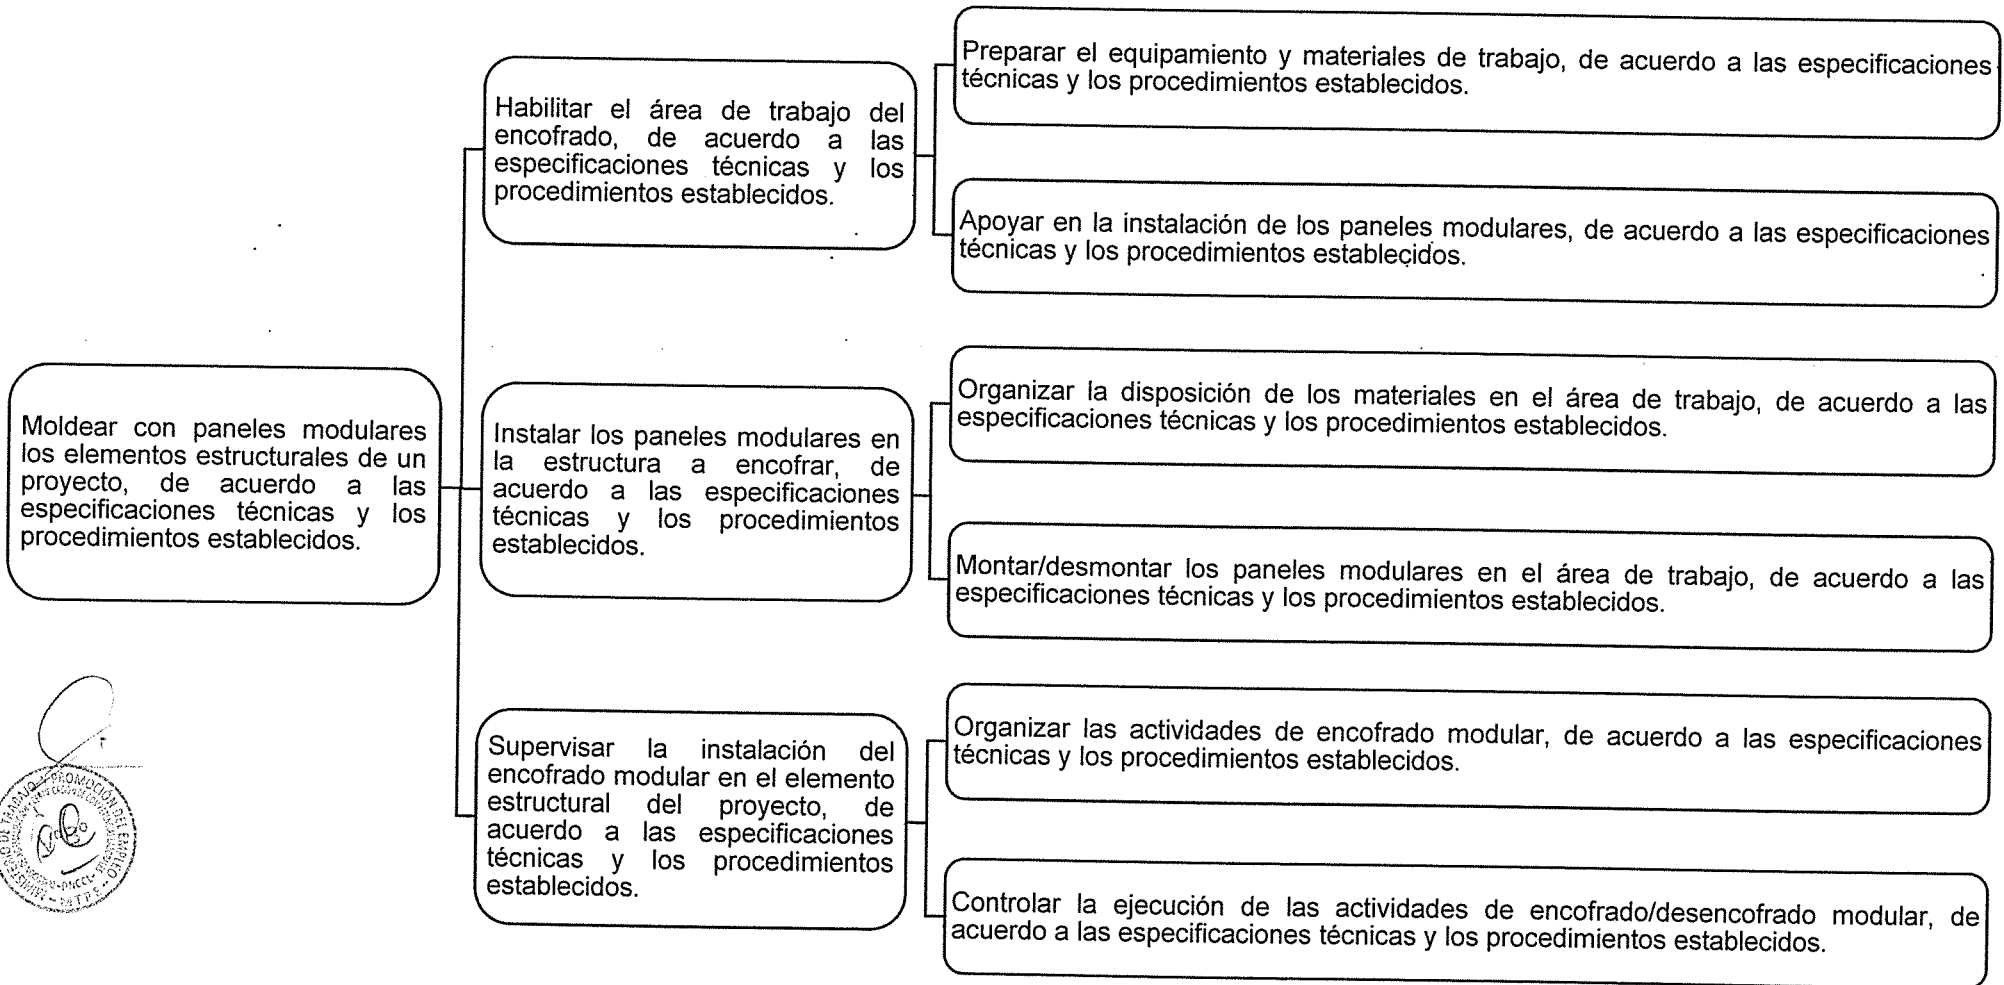 Moldear con paneles modulares
los elementos estructurales de un
proyecto, de acuerdo a las
especificaciones técnicas y los
procedimientos establecidos.
Habilitar el área de trabajo del
encofrado, de acuerdo a las
especificaciones técnicas y los
procedimientos establecidos.
Preparar el equipamiento y materiales de trabajo, de acuerdo a las especificaciones
técnicas y los procedimientos establecidos.
Apoyar en la instalación de los paneles modulares, de acuerdo a las especificaciones
técnicas y los procedimientos establecidos.
Instalar los paneles modulares en
la estructura a encofrar, de
acuerdo a las especificaciones
técnicas y los procedimientos
establecidos.
Organizar la disposición de los materiales en el área de trabajo, de acuerdo a las
especificaciones técnicas y los procedimientos establecidos.
Montar/desmontar los paneles modulares en el área de trabajo, de acuerdo a las
especificaciones técnicas y los procedimientos establecidos.
Supervisar la instalación del
encofrado modular en el elemento
estructural del proyecto, de
acuerdo a las especificaciones
técnicas y los procedimientos
establecidos.
Organizar las actividades de encofrado modular, de acuerdo a las especificaciones
técnicas y los procedimientos establecidos.
Controlar la ejecución de las actividades de encofrado/desencofrado modular, de
acuerdo a las especificaciones técnicas y los procedimientos establecidos.
DE TRABAJO Y PROMOCIÓN DEL EMPLEO